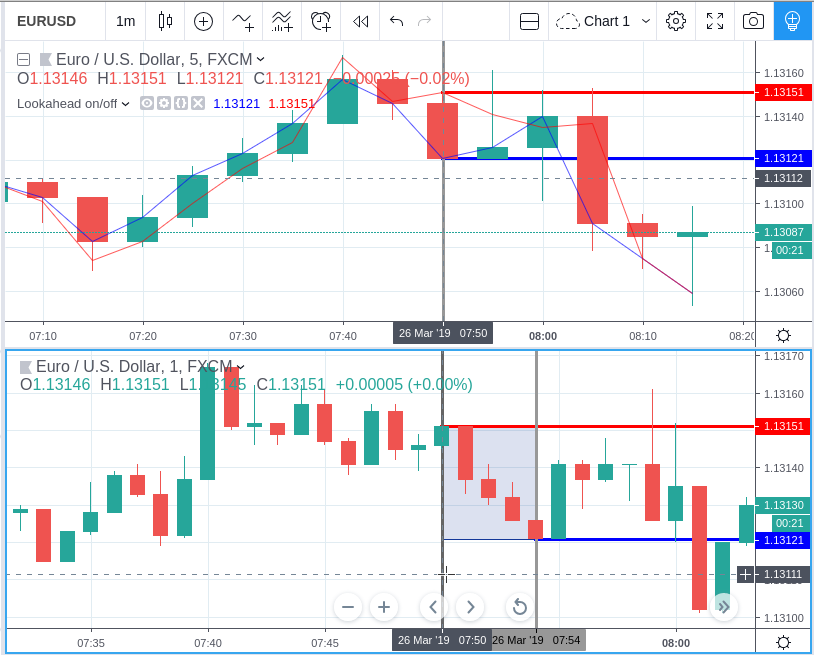 EURUSD 1m Chart 1
Euro / U.S. Dollar, 5, FXCM
O1.13146 H1.13151 L1.13121 C1.13121 −0.00025 (−0.02%)
Lookahead on/off 1.13121 1.13151
1.13160
1.13151
1.13140
1.13121
1.13112
1.13100
1.13087
00:21
1.13060
07:10 07:20 07:30 07:40 26 Mar '19 07:50 08:00 08:10 08:20
Euro / U.S. Dollar, 1, FXCM
O1.13146 H1.13151 L1.13145 C1.13151 +0.00005 (+0.00%)
1.13170
1.13160
1.13151
1.13140
1.13130
00:21
1.13121
1.13111
1.13100
07:35 07:40 07:45 26 Mar '19 07:50 26 Mar '19 07:54 08:00